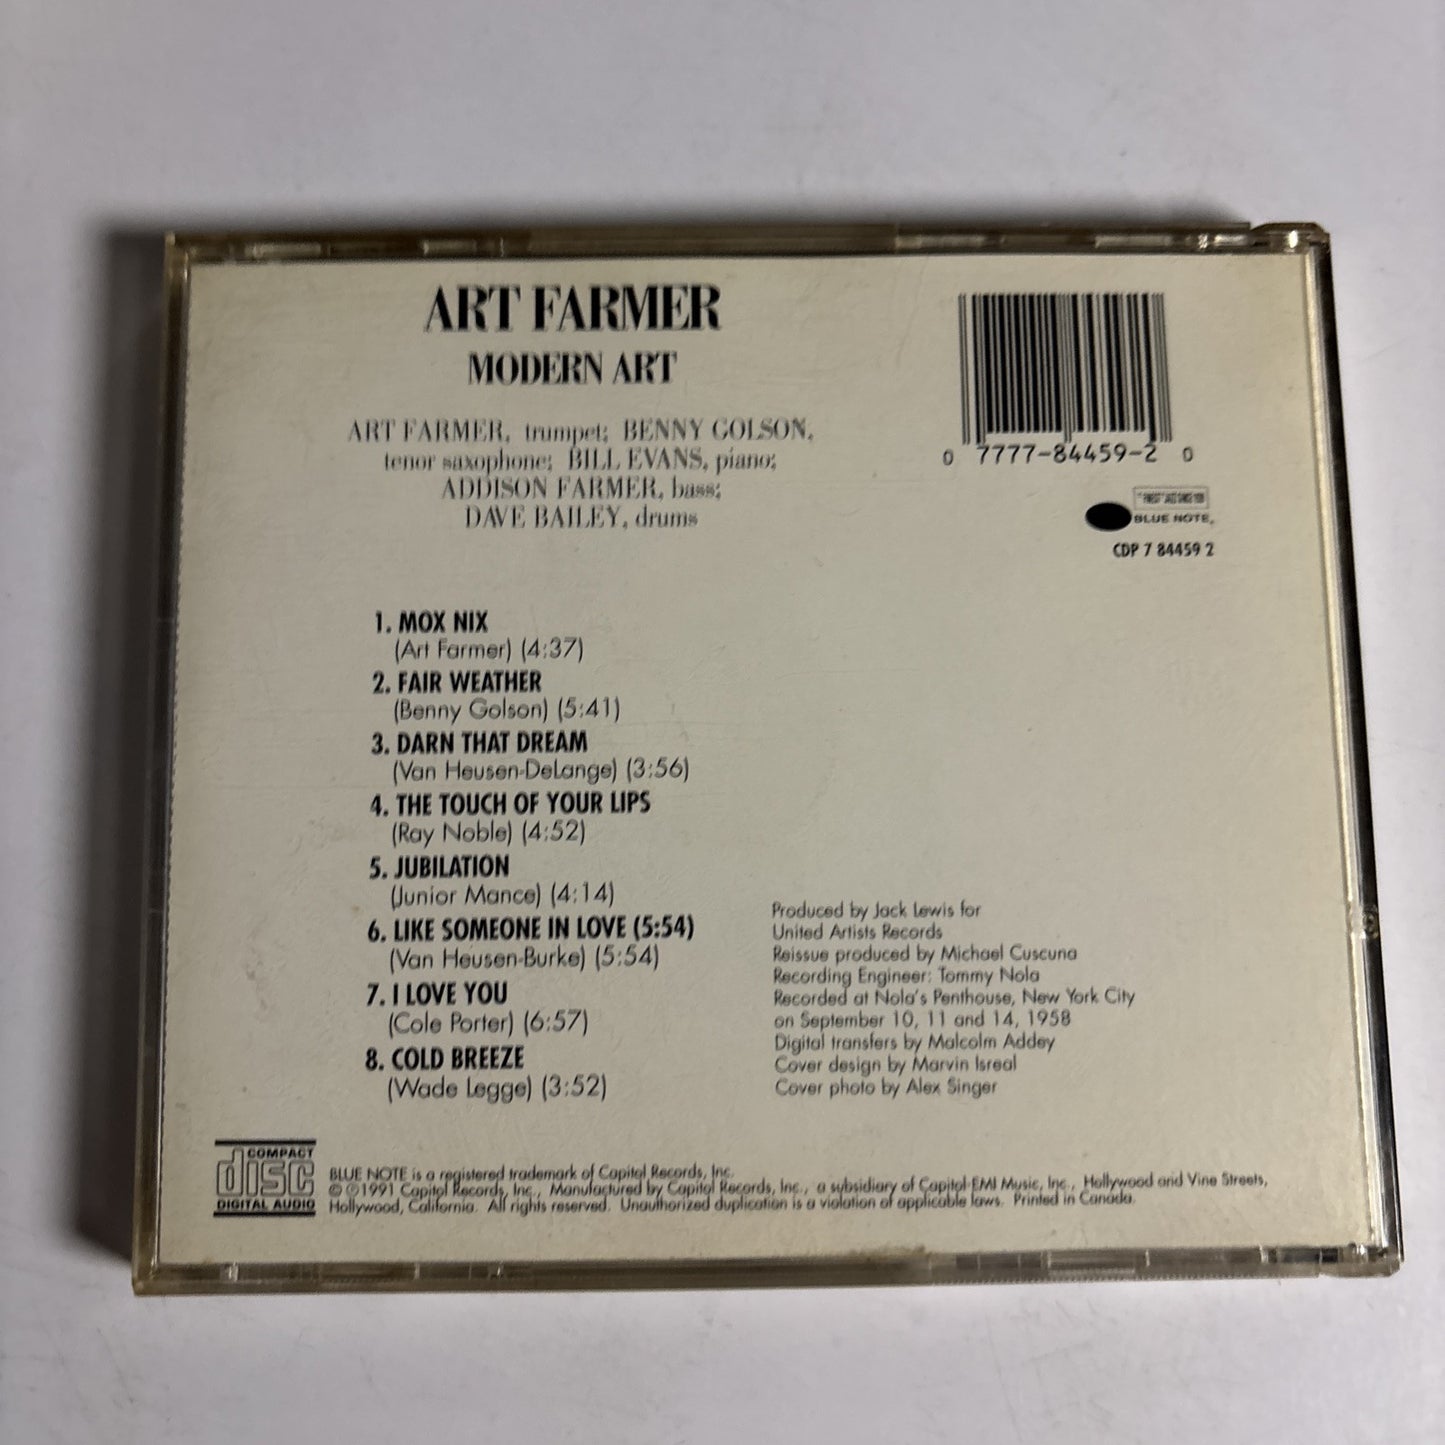 ART FARMER
MODERN ART
ART FARMER, trumpet; BENNY GOLSON,
tenor saxophone; BILL EVANS, piano;
ADDISON FARMER, bass;
DAVE BAILEY, drums
0 7777-84459-2 0
BLUE NOTE®
CDP 7 84459 2
1. MOX NIX
(Art Farmer) (4:37)
2. FAIR WEATHER
(Benny Golson) (5:41)
3. DARN THAT DREAM
(Van Heusen-DeLange) (3:56)
4. THE TOUCH OF YOUR LIPS
(Ray Noble) (4:52)
5. JUBILATION
(Junior Mance) (4:14)
6. LIKE SOMEONE IN LOVE (5:54)
(Van Heusen-Burke) (5:54)
7. I LOVE YOU
(Cole Porter) (6:57)
8. COLD BREEZE
(Wade Legge) (3:52)
Produced by Jack Lewis for
United Artists Records
Reissue produced by Michael Cuscuna
Recording Engineer: Tommy Nola
Recorded at Nola's Penthouse, New York City
on September 10, 11 and 14, 1958
Digital transfers by Malcolm Addey
Cover design by Marvin Isreal
Cover photo by Alex Singer
COMPACT
disc
DIGITAL AUDIO
BLUE NOTE is a registered trademark of Capitol Records, Inc.
© ℗ 1991 Capitol Records, Inc., Manufactured by Capitol Records, Inc., a subsidiary of Capitol-EMI Music, Inc., Hollywood and Vine Streets,
Hollywood, California. All rights reserved. Unauthorized duplication is a violation of applicable laws. Printed in Canada.